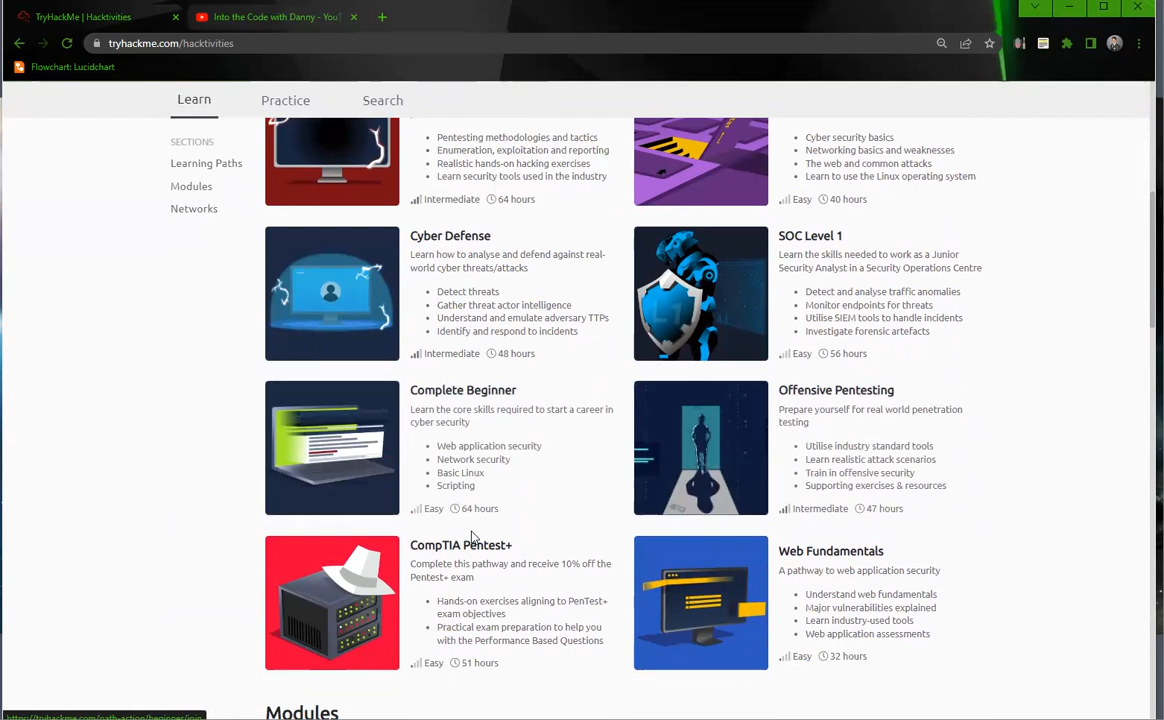 TryHackMe | Hacktivities
Into the Code with Danny - YouT
tryhackme.com/hacktivities
Flowchart: Lucidchart
Learn
Practice
Search
SECTIONS
Learning Paths
Modules
Networks
Pentesting methodologies and tactics
Enumeration, exploitation and reporting
Realistic hands-on hacking exercises
Learn security tools used in the industry
Intermediate 64 hours
Cyber security basics
Networking basics and weaknesses
The web and common attacks
Learn to use the Linux operating system
Easy 40 hours
Cyber Defense
Learn how to analyse and defend against real-
world cyber threats/attacks
Detect threats
Gather threat actor intelligence
Understand and emulate adversary TTPs
Identify and respond to incidents
Intermediate 48 hours
SOC Level 1
Learn the skills needed to work as a Junior
Security Analyst in a Security Operations Centre
Detect and analyse traffic anomalies
Monitor endpoints for threats
Utilise SIEM tools to handle incidents
Investigate forensic artefacts
Easy 56 hours
Complete Beginner
Learn the core skills required to start a career in
cyber security
Web application security
Network security
Basic Linux
Scripting
Easy 64 hours
Offensive Pentesting
Prepare yourself for real world penetration
testing
Utilise industry standard tools
Learn realistic attack scenarios
Train in offensive security
Supporting exercises & resources
Intermediate 47 hours
CompTIA Pentest+
Complete this pathway and receive 10% off the
Pentest+ exam
Hands-on exercises aligning to PenTest+
exam objectives
Practical exam preparation to help you
with the Performance Based Questions
Easy 51 hours
Web Fundamentals
A pathway to web application security
Understand web fundamentals
Major vulnerabilities explained
Learn industry-used tools
Web application assessments
Easy 32 hours
Modules
https://tryhackme.com/path-action/beginner/join